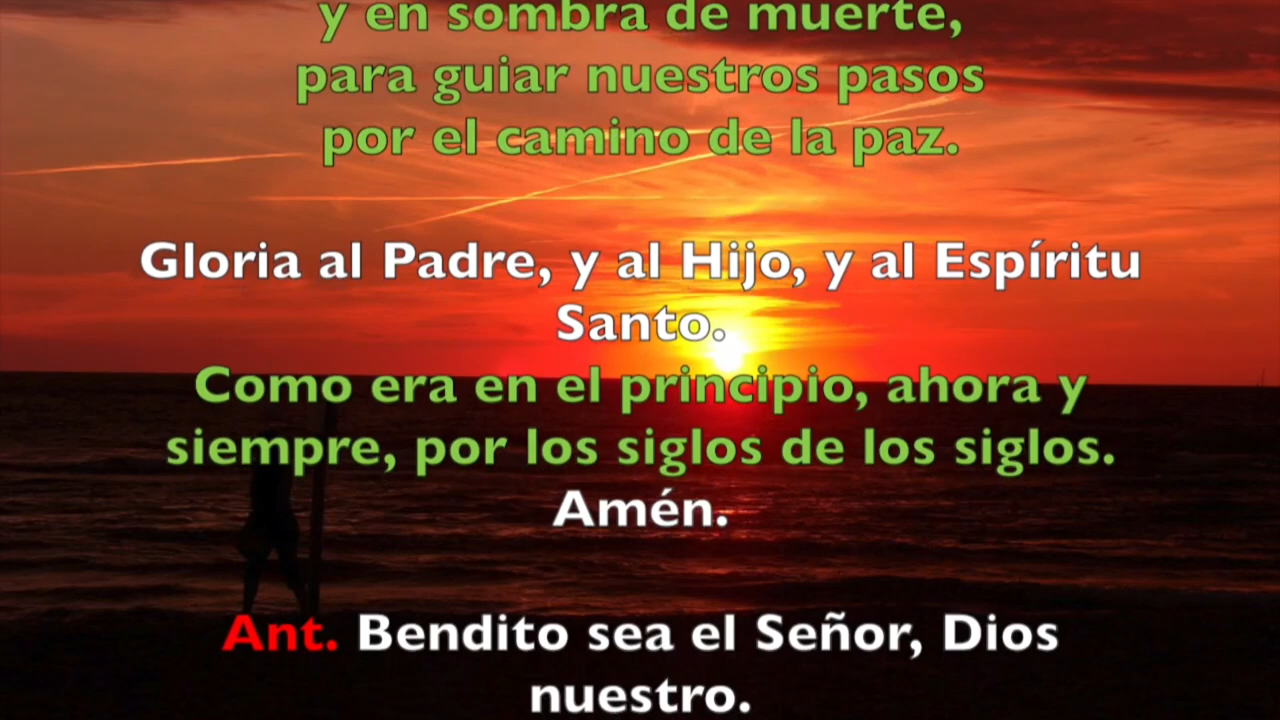 y en sombra de muerte,
para guiar nuestros pasos
por el camino de la paz.
Gloria al Padre, y al Hijo, y al Espíritu
Santo.
Como era en el principio, ahora y
siempre, por los siglos de los siglos.
Amén.
Ant. Bendito sea el Señor, Dios
nuestro.